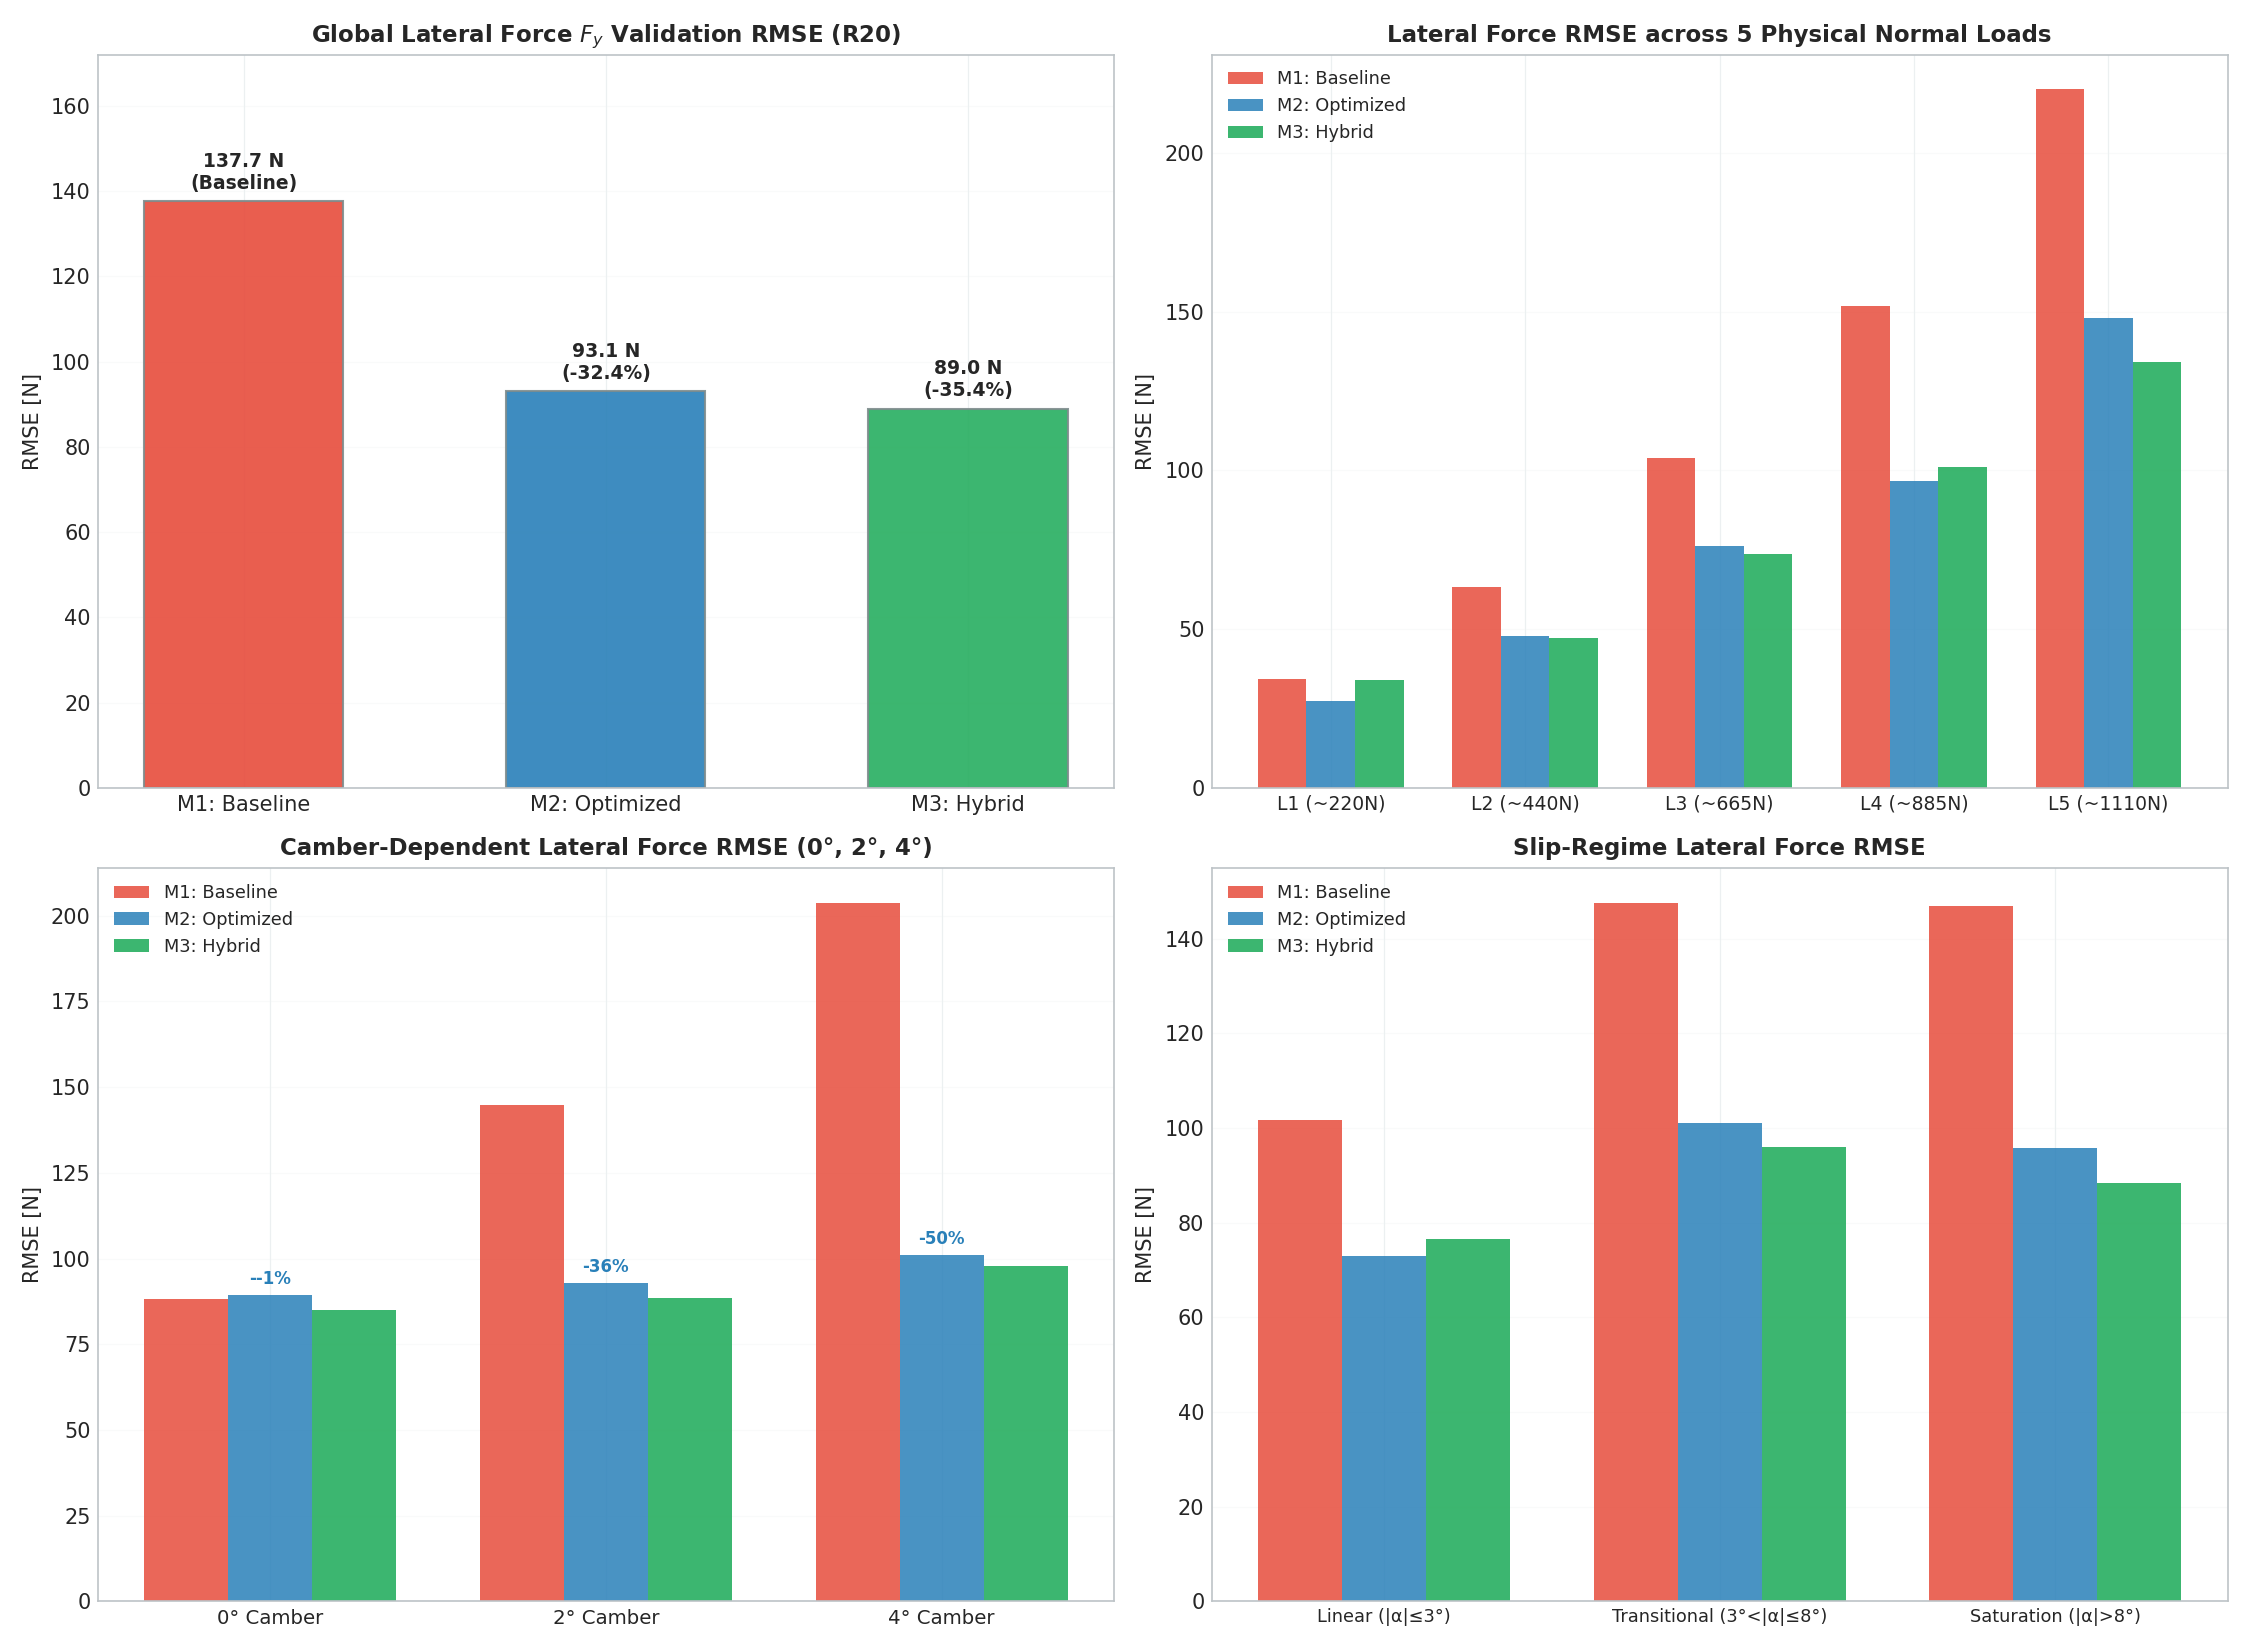 Global Lateral Force Fy Validation RMSE (R20)
RMSE [N]
160
140
120
100
80
60
40
20
0
137.7 N
(Baseline)
93.1 N
(-32.4%)
89.0 N
(-35.4%)
M1: Baseline
M2: Optimized
M3: Hybrid
Lateral Force RMSE across 5 Physical Normal Loads
M1: Baseline
M2: Optimized
M3: Hybrid
RMSE [N]
200
150
100
50
0
L1 (~220N)
L2 (~440N)
L3 (~665N)
L4 (~885N)
L5 (~1110N)
Camber-Dependent Lateral Force RMSE (0°, 2°, 4°)
M1: Baseline
M2: Optimized
M3: Hybrid
RMSE [N]
200
175
150
125
100
75
50
25
0
--1%
-36%
-50%
0° Camber
2° Camber
4° Camber
Slip-Regime Lateral Force RMSE
M1: Baseline
M2: Optimized
M3: Hybrid
RMSE [N]
140
120
100
80
60
40
20
0
Linear (|α|≤3°)
Transitional (3°<|α|≤8°)
Saturation (|α|>8°)